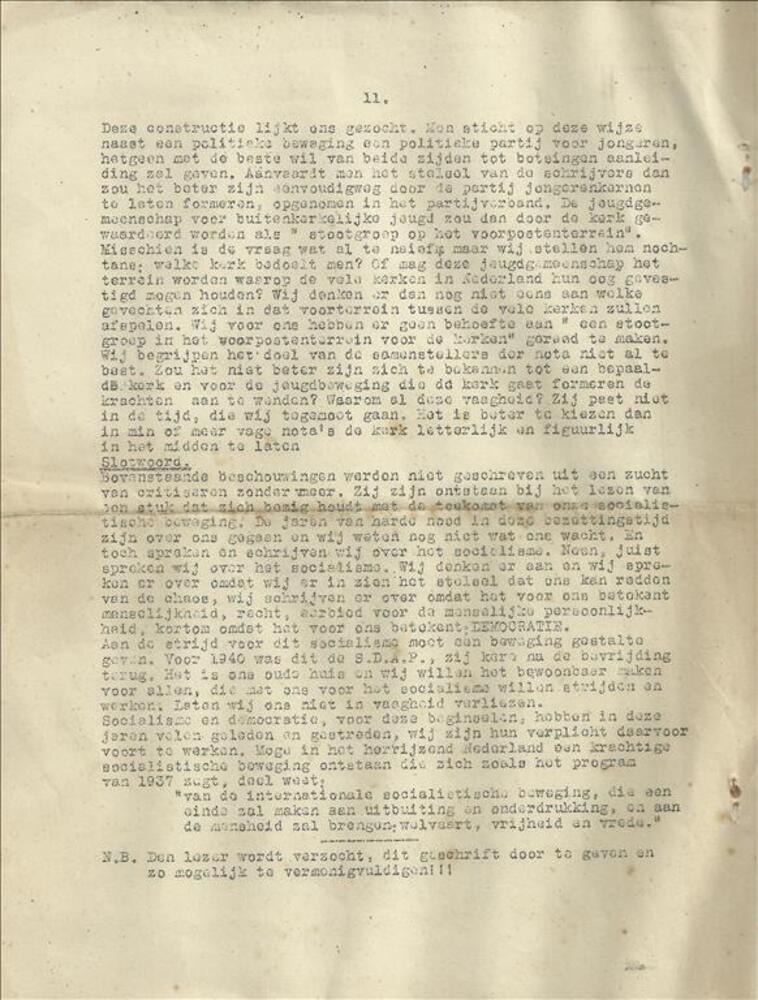 11.
Deze constructie lijkt ons gezocht. Men sticht op deze wijze
naast een politieke beweging een politieke partij voor jongeren,
hetgeen met de beste wil van beide zijden tot botsingen aanlei-
ding zal geven. Aanvaardt men het stelsel van de schrijvers dan
zou het beter zijn eenvoudigweg door de partij jongerenkernen
te laten formeren, opgenomen in het partijverband. De jeugdge-
meenschap voor buitenkerkelijke jeugd zou dan door de kerk ge-
waardeerd worden als " stootgroep op het voorpostenterrein".
Misschien is de vraag wat al te naief, maar wij stellen hem noch-
tans: welke kerk bedoelt men? Of mag deze jeugdgemeenschap het
terrein worden waarop de vele kerken in Nederland hun oog geves-
tigd mogen houden? Wij denken er dan nog niet eens aan welke
gevechten zich in dat voorterrein tussen de vele kerken zullen
afspelen. Wij voor ons hebben er geen behoefte aan " een stoot-
groep in het voorpostenterrein voor de kerken" gereed te maken.
Wij begrijpen het doel van de samenstellers der nota niet al te
best. Zou het niet beter zijn zich te bekennen tot een bepaal-
de kerk en voor de jeugdbeweging die dd kerk gaat formeren de
krachten aan te wenden? Waarom al deze vaagheid? Zij past niet
in de tijd, die wij tegemoet gaan. Het is beter te kiezen dan
in min of meer vage nota's de kerk letterlijk en figuurlijk
in het midden te laten
Slotwoord.
Bovenstaande beschouwingen werden niet geschreven uit een zucht
van critiseren zonder meer. Zij zijn ontstaan bij het lezen van
een stuk dat zich bezig houdt met de toekomst van onze socialis-
tische beweging. De jaren van harde nood in deze bezettingstijd
zijn over ons gegaan en wij weten nog niet wat ons wacht. En
toch spreken en schrijven wij over het socialisme. Neen, juist
spreken wij over het socialisme. Wij denken er aan en wij spre-
ken er over omdat wij er in zien het stelsel dat ons kan redden
van de chaos, wij schrijven er over omdat het voor ons betekent
menselijkheid, recht, eerbied voor de menselijke persoonlijk-
heid, kortom omdat het voor ons betekent:DEMOCRATIE.
Aan de strijd voor dit socialisme moet een beweging gestalte
geven. Voor 1940 was dit de S.D.A.P., zij kere na de bevrijding
terug. Het is ons oude huis en wij willen het bewoonbaar maken
voor allen, die met ons voor het socialisme willen strijden en
werken. Laten wij ons niet in vaagheid verliezen.
Socialisme en democratie, voor deze beginselen, hebben in deze
jaren velen geleden en gestreden, wij zijn hun verplicht daarvoor
voort te werken. Moge in het herrijzend Nederland een krachtige
socialistische beweging ontstaan die zich zoals het program
van 1937 zegt, deel weet:
"van de internationale socialistische beweging, die een
einde zal maken aan uitbuiting en onderdrukking, en aan
de mensheid zal brengen:welvaart, vrijheid en vrede."
N.B. Den lezer wordt verzocht, dit geschrift door te geven en
zo mogelijk te vermenigvuldigen!!!